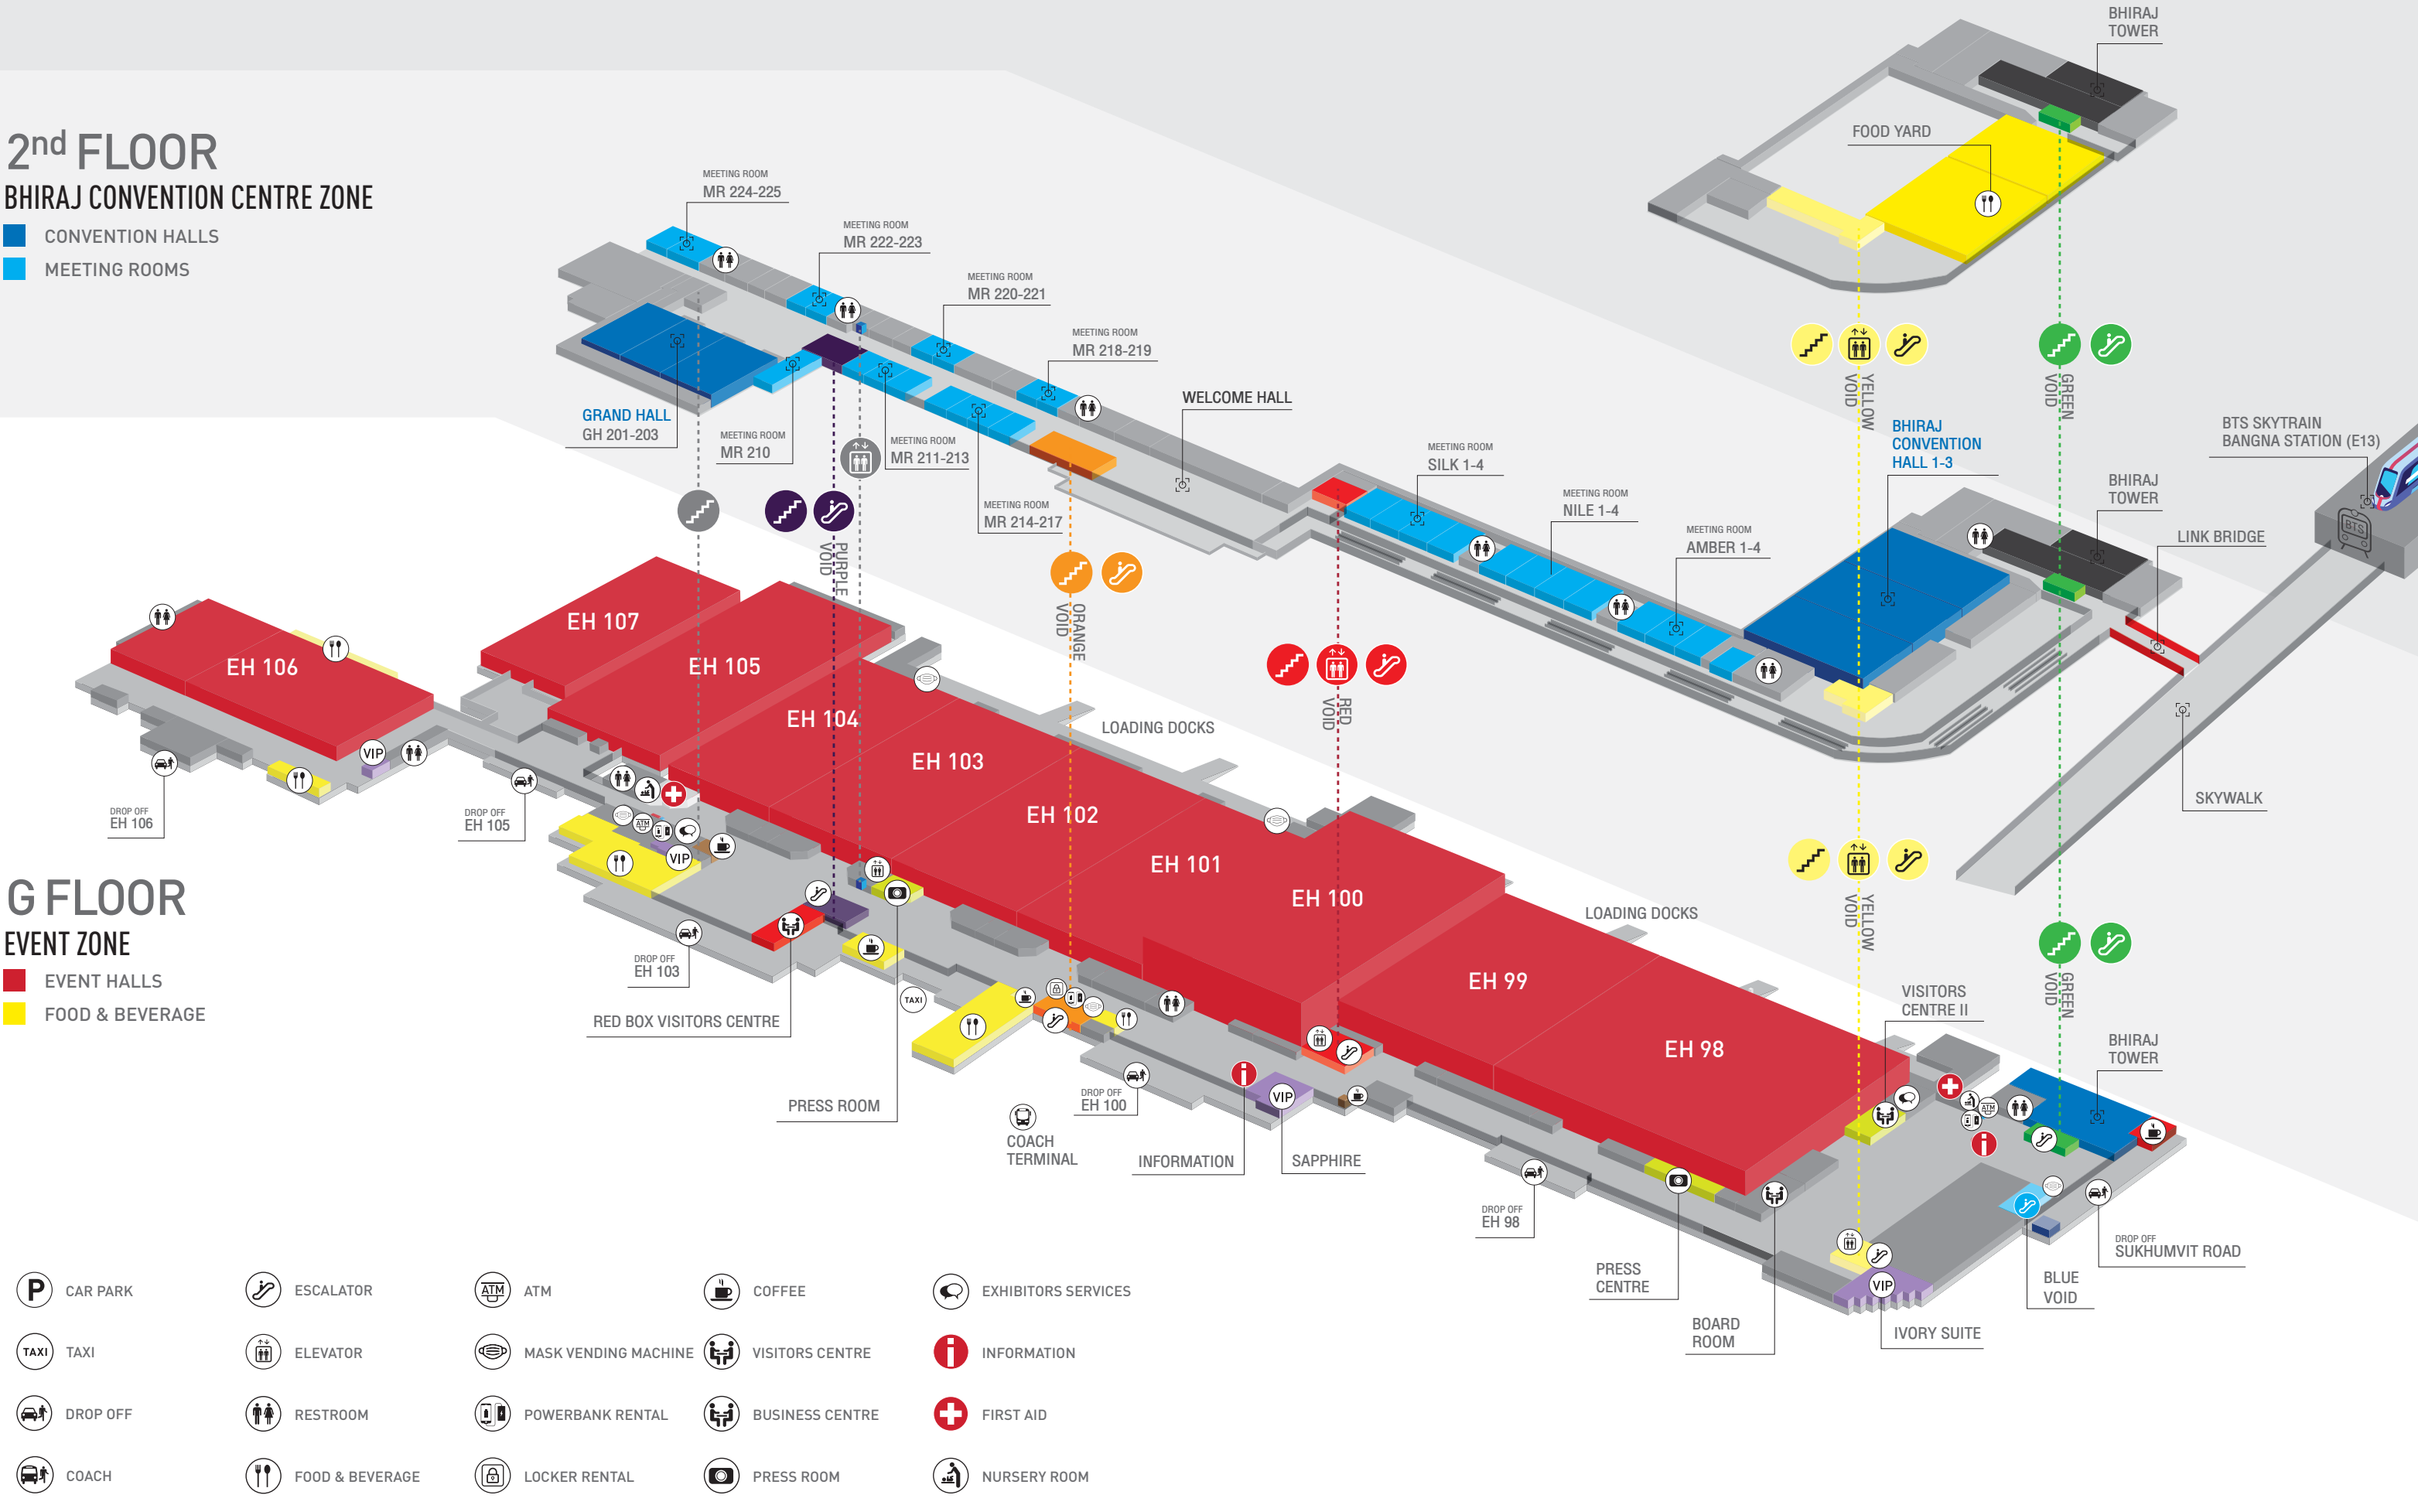 BHIRAJ
TOWER
FOOD YARD
2nd FLOOR
BHIRAJ CONVENTION CENTRE ZONE
CONVENTION HALLS
MEETING ROOMS
MEETING ROOM
MR 224-225
MEETING ROOM
MR 222-223
MEETING ROOM
MR 220-221
MEETING ROOM
MR 218-219
WELCOME HALL
GRAND HALL
GH 201-203
MEETING ROOM
MR 210
MEETING ROOM
MR 211-213
MEETING ROOM
MR 214-217
MEETING ROOM
SILK 1-4
MEETING ROOM
NILE 1-4
MEETING ROOM
AMBER 1-4
BHIRAJ
CONVENTION
HALL 1-3
YELLOW
VOID
GREEN
VOID
BTS SKYTRAIN
BANGNA STATION (E13)
BTS
BHIRAJ
TOWER
LINK BRIDGE
SKYWALK
PURPLE
VOID
ORANGE
VOID
RED
VOID
YELLOW
VOID
GREEN
VOID
EH 107
EH 106
EH 105
EH 104
EH 103
EH 102
EH 101
EH 100
EH 99
EH 98
LOADING DOCKS
LOADING DOCKS
VIP
DROP OFF
EH 106
DROP OFF
EH 105
ATM
VIP
G FLOOR
EVENT ZONE
EVENT HALLS
FOOD & BEVERAGE
DROP OFF
EH 103
RED BOX VISITORS CENTRE
TAXI
PRESS ROOM
COACH
TERMINAL
DROP OFF
EH 100
INFORMATION
VIP
SAPPHIRE
DROP OFF
EH 98
PRESS
CENTRE
BOARD
ROOM
VISITORS
CENTRE II
ATM
BHIRAJ
TOWER
VIP
IVORY SUITE
BLUE
VOID
DROP OFF
SUKHUMVIT ROAD
P CAR PARK
ESCALATOR
ATM ATM
COFFEE
EXHIBITORS SERVICES
TAXI TAXI
ELEVATOR
MASK VENDING MACHINE
VISITORS CENTRE
INFORMATION
DROP OFF
RESTROOM
POWERBANK RENTAL
BUSINESS CENTRE
FIRST AID
COACH
FOOD & BEVERAGE
LOCKER RENTAL
PRESS ROOM
NURSERY ROOM